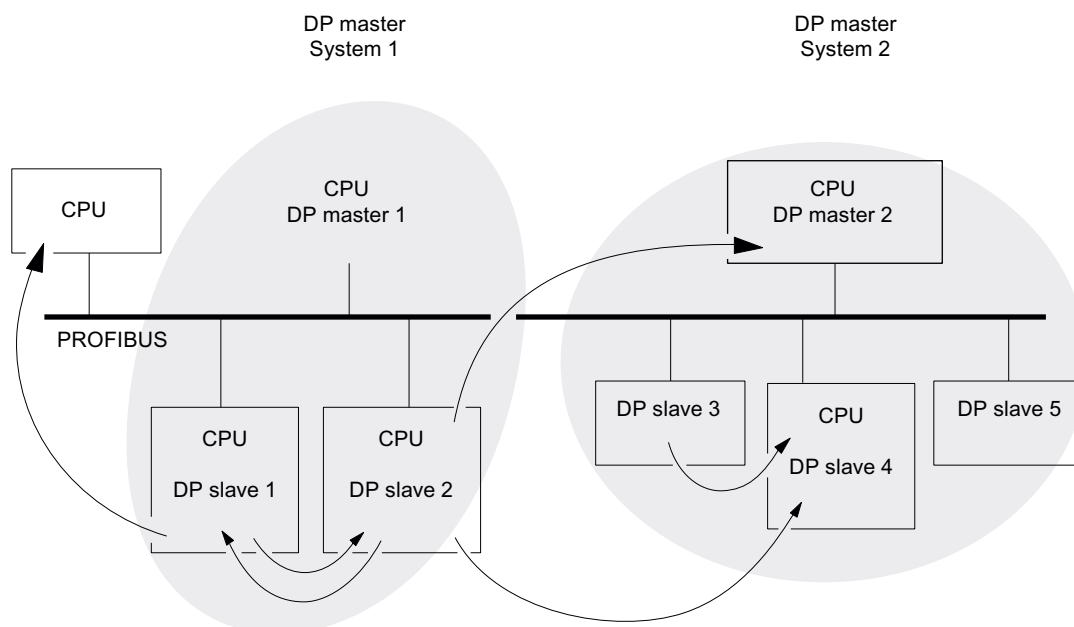 DP master
System 1
DP master
System 2
CPU
CPU
DP master 1
CPU
DP master 2
PROFIBUS
CPU
DP slave 1
CPU
DP slave 2
DP slave 3
CPU
DP slave 4
DP slave 5